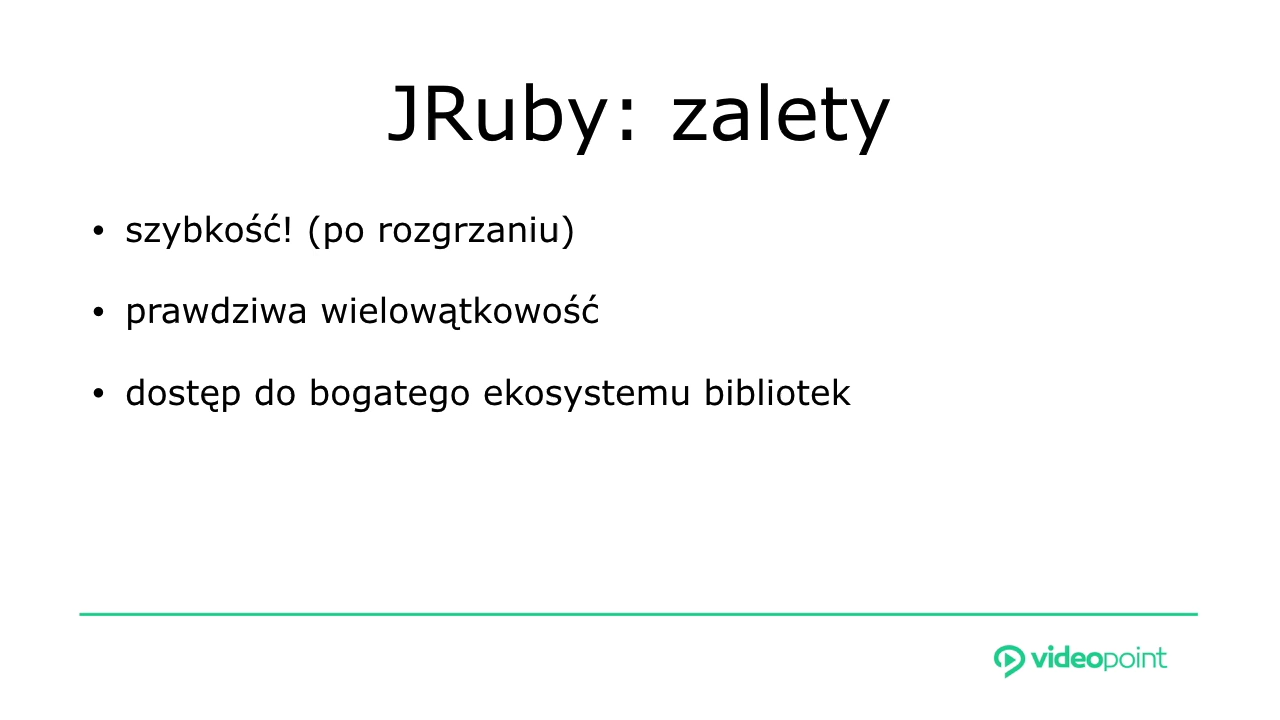 JRuby: zalety
• szybkość! (po rozgrzaniu)
• prawdziwa wielowątkowość
• dostęp do bogatego ekosystemu bibliotek
videopoint